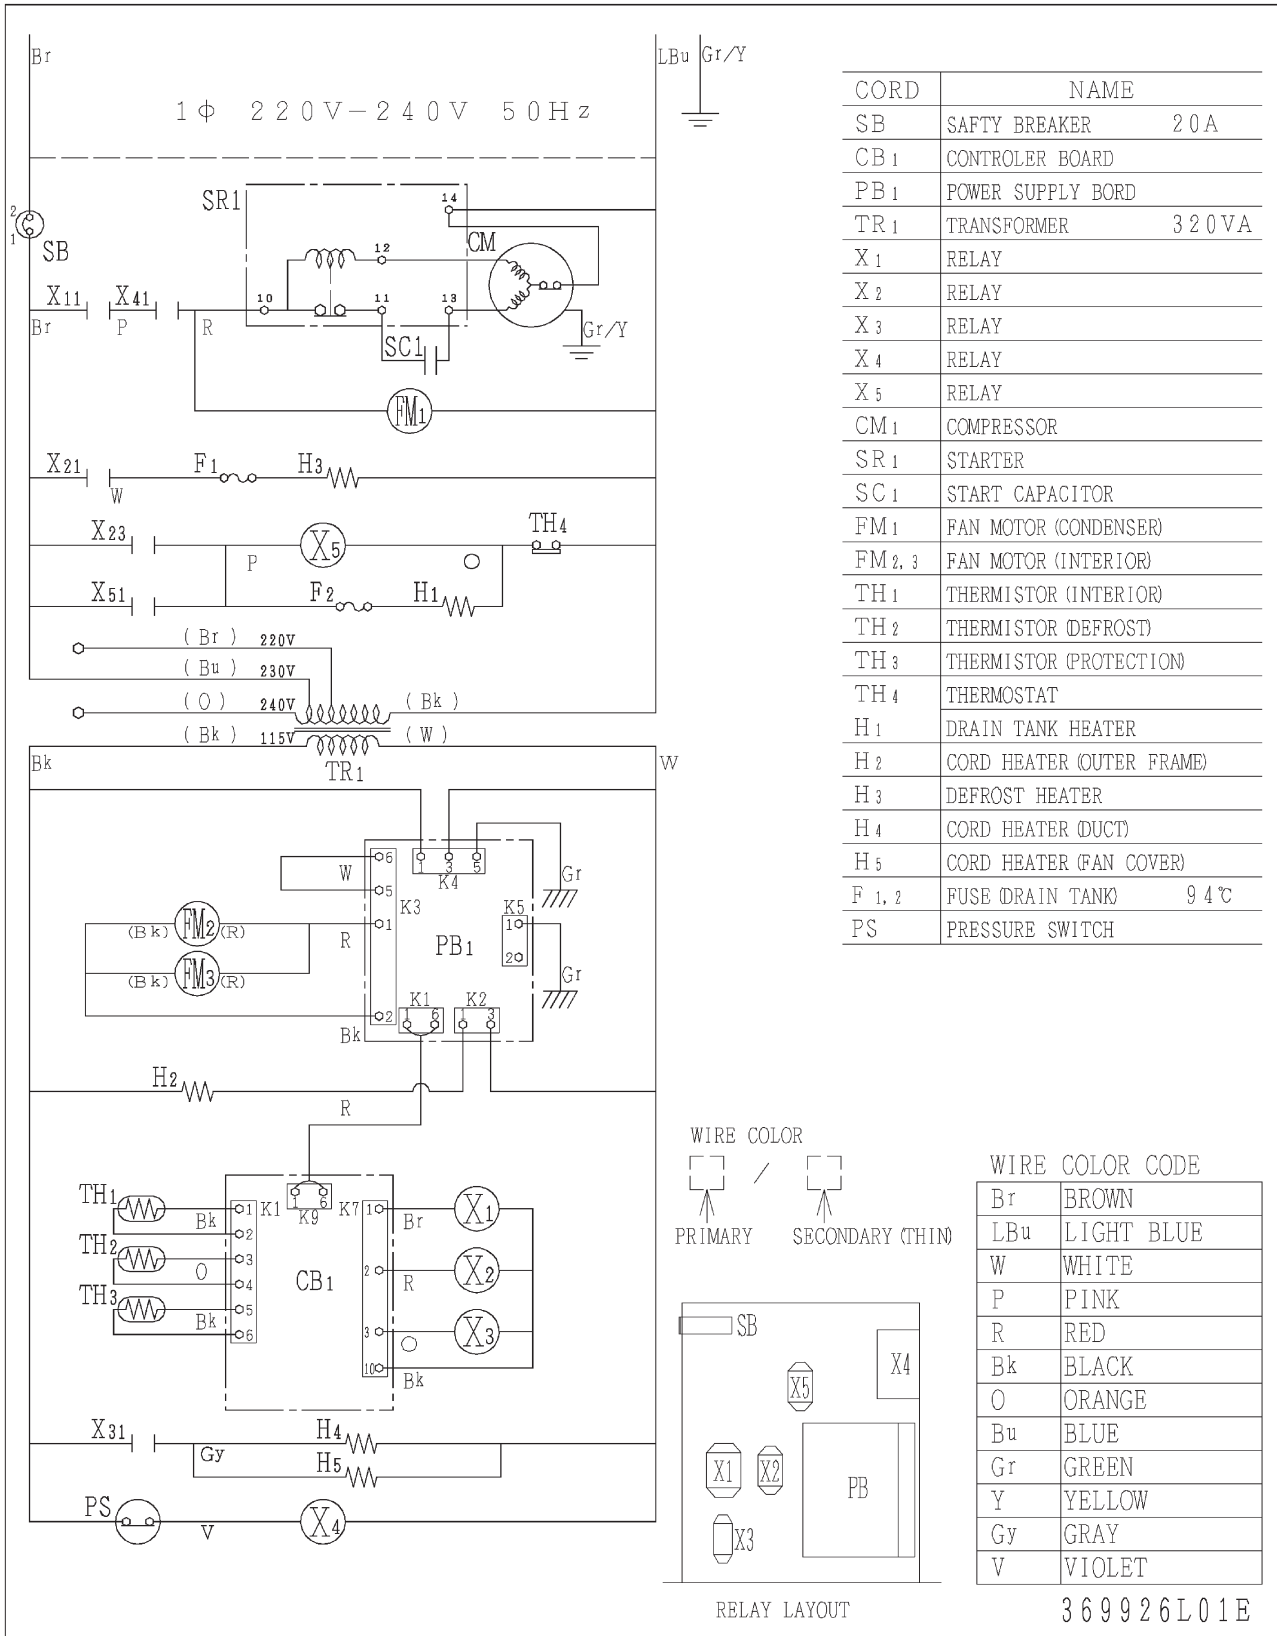 Br
LBu
Gr/Y
1φ 220V-240V 50Hz
SR1
14
2
1
SB
12
CM
X11
X41
10
11
13
Br
P
R
SC1
Gr/Y
FM1
X21
F1
H3
W
X23
X5
TH4
P
O
X51
F2
H1
(Br) 220V
(Bu) 230V
(O) 240V
(Bk)
(Bk) 115V
(W)
Bk
TR1
W
6
1 3 5
K4
W
5
Gr
K3
K5
(Bk) FM2 (R)
1
R
PB1
1
2
(Bk) FM3 (R)
Gr
K1
K2
2
1 6
1 3
Bk
H2
R
TH1
1
K1
1 6
K9
K7
1
Bk
2
Br
X1
TH2
3
O
4
CB1
2
R
X2
TH3
5
Bk
6
3
O
X3
10
Bk
X31
H4
Gy
H5
PS
V
X4
CORD NAME
SB SAFTY BREAKER 20A
CB1 CONTROLER BOARD
PB1 POWER SUPPLY BORD
TR1 TRANSFORMER 320VA
X1 RELAY
X2 RELAY
X3 RELAY
X4 RELAY
X5 RELAY
CM1 COMPRESSOR
SR1 STARTER
SC1 START CAPACITOR
FM1 FAN MOTOR (CONDENSER)
FM2,3 FAN MOTOR (INTERIOR)
TH1 THERMISTOR (INTERIOR)
TH2 THERMISTOR (DEFROST)
TH3 THERMISTOR (PROTECTION)
TH4 THERMOSTAT
H1 DRAIN TANK HEATER
H2 CORD HEATER (OUTER FRAME)
H3 DEFROST HEATER
H4 CORD HEATER (DUCT)
H5 CORD HEATER (FAN COVER)
F 1,2 FUSE (DRAIN TANK) 94℃
PS PRESSURE SWITCH
WIRE COLOR
/
PRIMARY SECONDARY (THIN)
SB
X4
X5
X1
X2
PB
X3
RELAY LAYOUT
WIRE COLOR CODE
Br BROWN
LBu LIGHT BLUE
W WHITE
P PINK
R RED
Bk BLACK
O ORANGE
Bu BLUE
Gr GREEN
Y YELLOW
Gy GRAY
V VIOLET
369926L01E